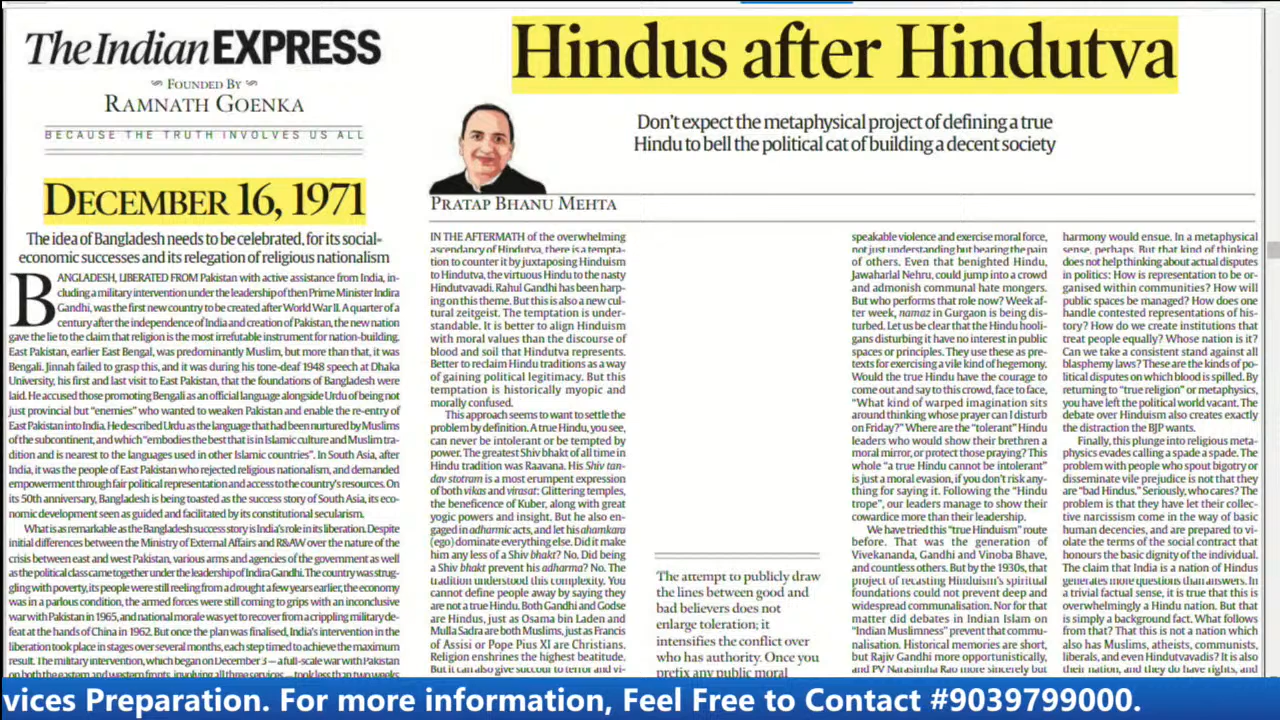 The Indian EXPRESS
FOUNDED BY
RAMNATH GOENKA
BECAUSE THE TRUTH INVOLVES US ALL
DECEMBER 16, 1971
The idea of Bangladesh needs to be celebrated, for its social-
economic successes and its relegation of religious nationalism
BANGLADESH, LIBERATED FROM Pakistan with active assistance from India, in-
cluding a military intervention under the leadership of then Prime Minister Indira
Gandhi, was the first new country to be created after World War II. A quarter of a
century after the independence of India and creation of Pakistan, the new nation
gave the lie to the claim that religion is the most irrefutable instrument for nation-building.
East Pakistan, earlier East Bengal, was predominantly Muslim, but more than that, it was
Bengali. Jinnah failed to grasp this, and it was during his tone-deaf 1948 speech at Dhaka
University, his first and last visit to East Pakistan, that the foundations of Bangladesh were
laid. He accused those promoting Bengali as an official language alongside Urdu of being not
just provincial but "enemies" who wanted to weaken Pakistan and enable the re-entry of
East Pakistan into India. He described Urdu as the language that had been nurtured by Muslims
of the subcontinent, and which "embodies the best that is in Islamic culture and Muslim tra-
dition and is nearest to the languages used in other Islamic countries". In South Asia, after
India, it was the people of East Pakistan who rejected religious nationalism, and demanded
empowerment through fair political representation and access to the country's resources. On
its 50th anniversary, Bangladesh is being toasted as the success story of South Asia, its eco-
nomic development seen as guided and facilitated by its constitutional secularism.
What is as remarkable as the Bangladesh success story is India's role in its liberation. Despite
initial differences between the Ministry of External Affairs and R&AW over the nature of the
crisis between east and west Pakistan, various arms and agencies of the government as well
as the political class came together under the leadership of Indira Gandhi. The country was strug-
gling with poverty, its people were still reeling from a drought a few years earlier, the economy
was in a parlous condition, the armed forces were still coming to grips with an inconclusive
war with Pakistan in 1965, and national morale was yet to recover from a crippling military de-
feat at the hands of China in 1962. But once the plan was finalised, India's intervention in the
liberation took place in stages over several months, each step timed to achieve the maximum
result. The military intervention, which began on December 3 — a full-scale war with Pakistan
on both the eastern and western fronts, involving all three services — took less than two weeks
Hindus after Hindutva
Don't expect the metaphysical project of defining a true
Hindu to bell the political cat of building a decent society
PRATAP BHANU MEHTA
IN THE AFTERMATH of the overwhelming
ascendancy of Hindutva, there is a tempta-
tion to counter it by juxtaposing Hinduism
to Hindutva, the virtuous Hindu to the nasty
Hindutvavadi. Rahul Gandhi has been harp-
ing on this theme. But this is also a new cul-
tural zeitgeist. The temptation is under-
standable. It is better to align Hinduism
with moral values than the discourse of
blood and soil that Hindutva represents.
Better to reclaim Hindu traditions as a way
of gaining political legitimacy. But this
temptation is historically myopic and
morally confused.
This approach seems to want to settle the
problem by definition. A true Hindu, you see,
can never be intolerant or be tempted by
power. The greatest Shiv bhakt of all time in
Hindu tradition was Raavana. His Shiv tan-
dav stotram is a most erumpent expression
of both vikas and virasat: Glittering temples,
the beneficence of Kuber, along with great
yogic powers and insight. But he also en-
gaged in adharmic acts, and let his ahamkara
(ego) dominate everything else. Did it make
him any less of a Shiv bhakt? No. Did being
a Shiv bhakt prevent his adharma? No. The
tradition understood this complexity. You
cannot define people away by saying they
are not a true Hindu. Both Gandhi and Godse
are Hindus, just as Osama bin Laden and
Mulla Sadra are both Muslims, just as Francis
of Assisi or Pope Pius XI are Christians.
Religion enshrines the highest beatitude.
But it can also give succour to terror and vi-
The attempt to publicly draw
the lines between good and
bad believers does not
enlarge toleration; it
intensifies the conflict over
who has authority. Once you
prefix any public moral
speakable violence and exercise moral force,
not just understanding but hearing the pain
of others. Even that benighted Hindu,
Jawaharlal Nehru, could jump into a crowd
and admonish communal hate mongers.
But who performs that role now? Week af-
ter week, namaz in Gurgaon is being dis-
turbed. Let us be clear that the Hindu hooli-
gans disturbing it have no interest in public
spaces or principles. They use these as pre-
texts for exercising a vile kind of hegemony.
Would the true Hindu have the courage to
come out and say to this crowd, face to face,
"What kind of warped imagination sits
around thinking whose prayer can I disturb
on Friday?" Where are the "tolerant" Hindu
leaders who would show their brethren a
moral mirror, or protect those praying? This
whole "a true Hindu cannot be intolerant"
is just a moral evasion, if you don't risk any-
thing for saying it. Following the "Hindu
trope", our leaders manage to show their
cowardice more than their leadership.
We have tried this "true Hinduism" route
before. That was the generation of
Vivekananda, Gandhi and Vinoba Bhave,
and countless others. But by the 1930s, that
project of recasting Hinduism's spiritual
foundations could not prevent deep and
widespread communalisation. Nor for that
matter did debates in Indian Islam on
"Indian Muslimness" prevent that commu-
nalisation. Historical memories are short,
but Rajiv Gandhi more opportunistically,
and PV Narasimha Rao more sincerely but
harmony would ensue. In a metaphysical
sense, perhaps. But that kind of thinking
does not help thinking about actual disputes
in politics: How is representation to be or-
ganised within communities? How will
public spaces be managed? How does one
handle contested representations of his-
tory? How do we create institutions that
treat people equally? Whose nation is it?
Can we take a consistent stand against all
blasphemy laws? These are the kinds of po-
litical disputes on which blood is spilled. By
returning to "true religion" or metaphysics,
you have left the political world vacant. The
debate over Hinduism also creates exactly
the distraction the BJP wants.
Finally, this plunge into religious meta-
physics evades calling a spade a spade. The
problem with people who spout bigotry or
disseminate vile prejudice is not that they
are "bad Hindus." Seriously, who cares? The
problem is that they have let their collec-
tive narcissism come in the way of basic
human decencies, and are prepared to vi-
olate the terms of the social contract that
honours the basic dignity of the individual.
The claim that India is a nation of Hindus
generates more questions than answers. In
a trivial factual sense, it is true that this is
overwhelmingly a Hindu nation. But that
is simply a background fact. What follows
from that? That this is not a nation which
also has Muslims, atheists, communists,
liberals, and even Hindutvavadis? It is also
their nation, and they do have rights, and
vices Preparation. For more information, Feel Free to Contact #9039799000.